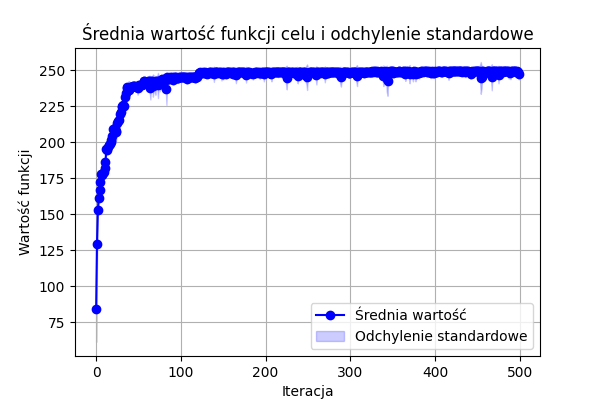 Średnia wartość funkcji celu i odchylenie standardowe
250
225
200
175
150
125
100
75
Wartość funkcji
Średnia wartość
Odchylenie standardowe
0 100 200 300 400 500
Iteracja